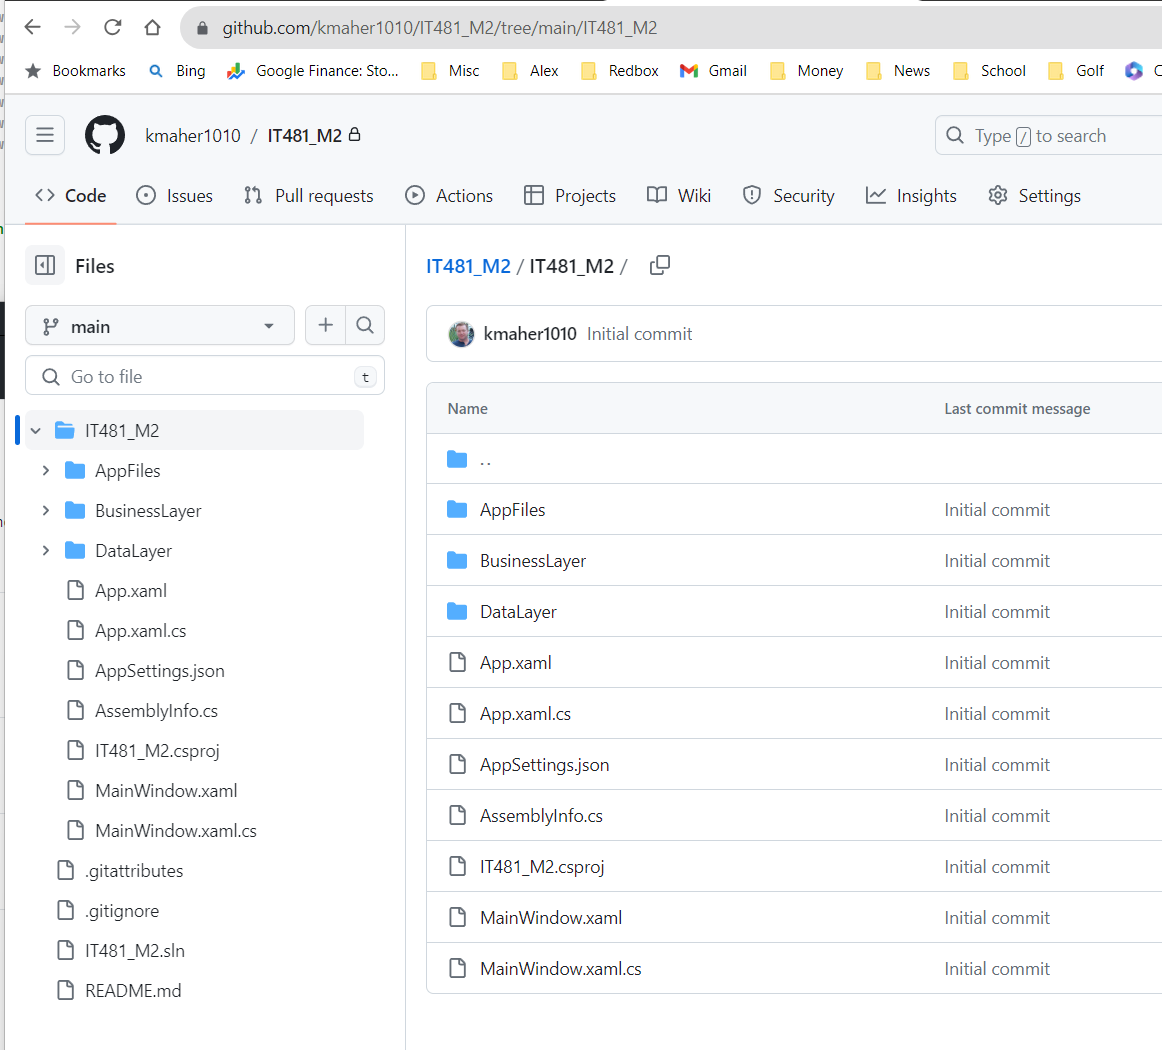 github.com/kmaher1010/IT481_M2/tree/main/IT481_M2
Bookmarks Bing Google Finance: Sto... Misc Alex Redbox Gmail Money News School Golf
kmaher1010 / IT481_M2 Type / to search
Code Issues Pull requests Actions Projects Wiki Security Insights Settings
Files
main
Go to file t
IT481_M2
AppFiles
BusinessLayer
DataLayer
App.xaml
App.xaml.cs
AppSettings.json
AssemblyInfo.cs
IT481_M2.csproj
MainWindow.xaml
MainWindow.xaml.cs
.gitattributes
.gitignore
IT481_M2.sln
README.md
IT481_M2 / IT481_M2 /
kmaher1010 Initial commit
Name Last commit message
..
AppFiles Initial commit
BusinessLayer Initial commit
DataLayer Initial commit
App.xaml Initial commit
App.xaml.cs Initial commit
AppSettings.json Initial commit
AssemblyInfo.cs Initial commit
IT481_M2.csproj Initial commit
MainWindow.xaml Initial commit
MainWindow.xaml.cs Initial commit